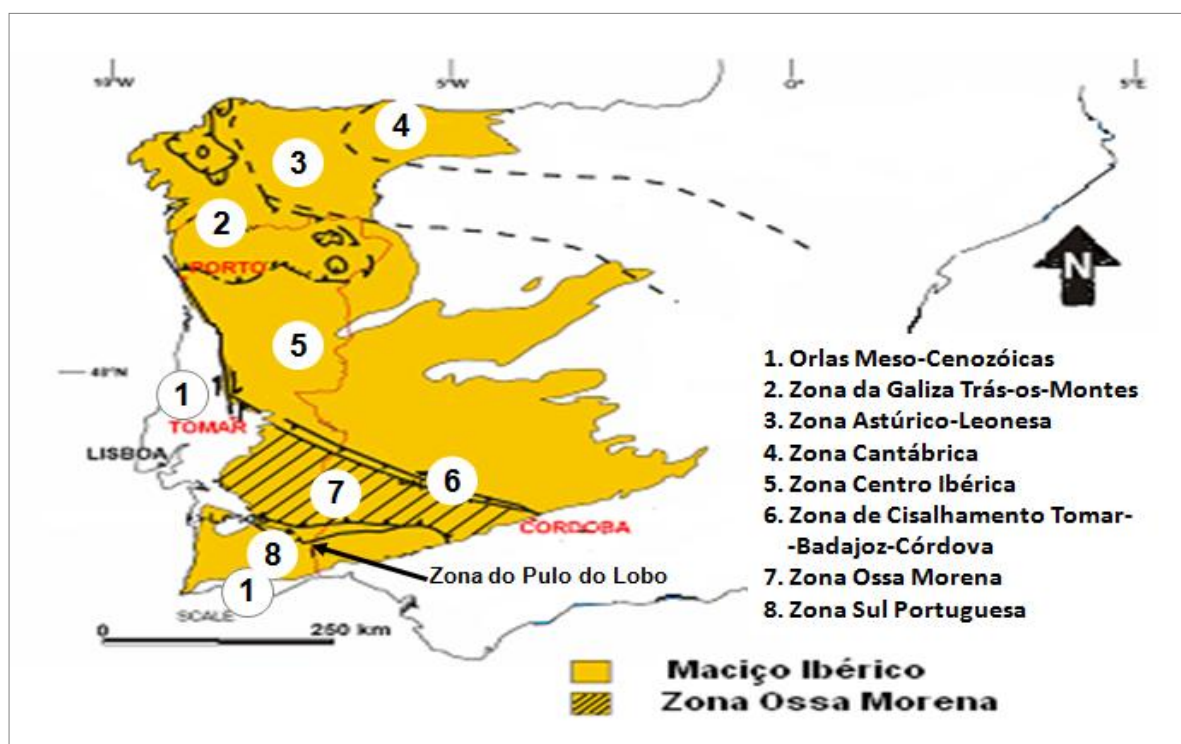 10°W
5°W
0°
5°E
4
3
2
PORTO
N
5
40°N
1
TOMAR
LISBOA
6
7
CORDOBA
8
Zona do Pulo do Lobo
1
SCALE
0
250 km
1. Orlas Meso-Cenozóicas
2. Zona da Galiza Trás-os-Montes
3. Zona Astúrico-Leonesa
4. Zona Cantábrica
5. Zona Centro Ibérica
6. Zona de Cisalhamento Tomar-
-Badajoz-Córdova
7. Zona Ossa Morena
8. Zona Sul Portuguesa
Maciço Ibérico
Zona Ossa Morena